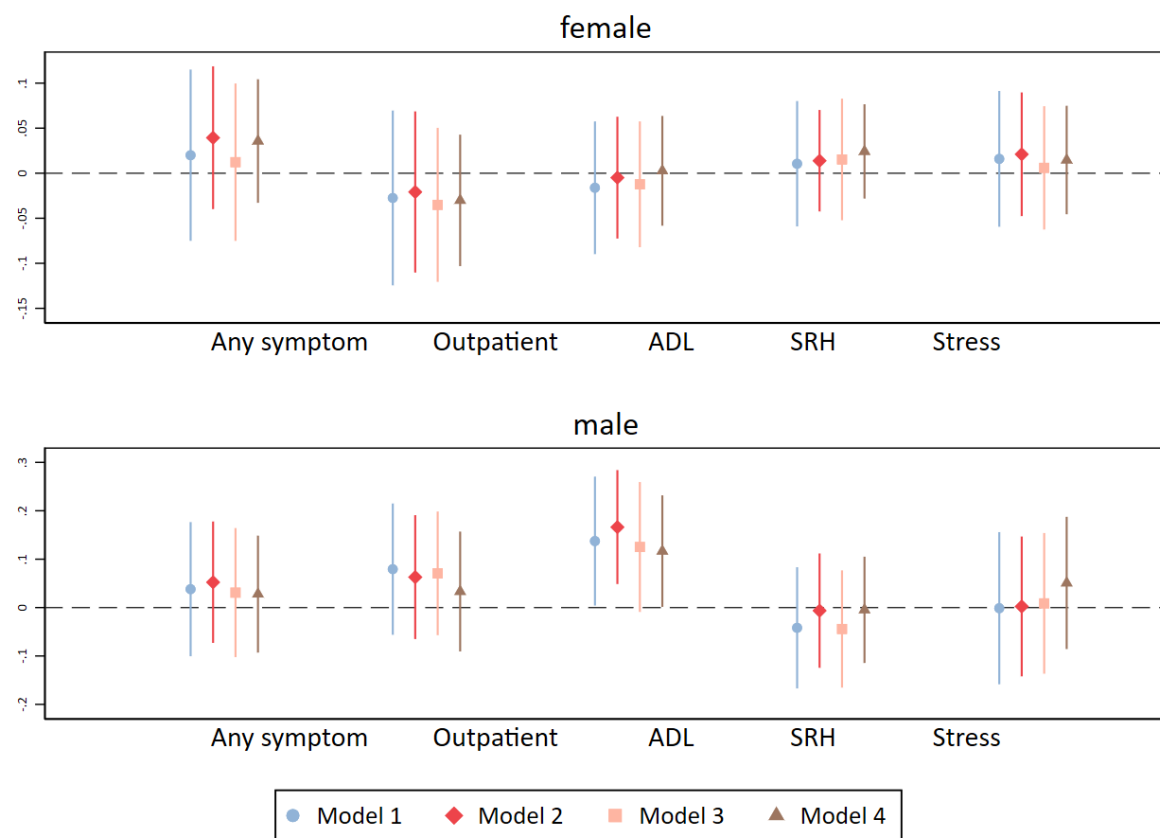 female
.1
.05
0
-.05
-.1
-.15
Any symptom Outpatient ADL SRH Stress
male
.3
.2
.1
0
-.1
-.2
Any symptom Outpatient ADL SRH Stress
Model 1 Model 2 Model 3 Model 4